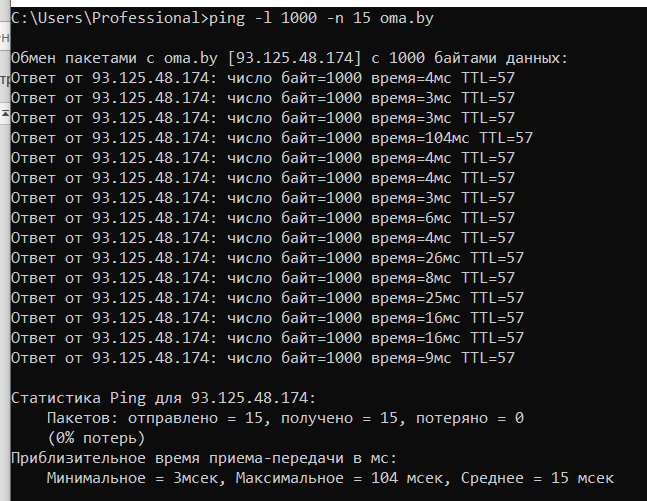 C:\Users\Professional>ping -l 1000 -n 15 oma.by
Обмен пакетами с oma.by [93.125.48.174] с 1000 байтами данных:
Ответ от 93.125.48.174: число байт=1000 время=4мс TTL=57
Ответ от 93.125.48.174: число байт=1000 время=3мс TTL=57
Ответ от 93.125.48.174: число байт=1000 время=3мс TTL=57
Ответ от 93.125.48.174: число байт=1000 время=104мс TTL=57
Ответ от 93.125.48.174: число байт=1000 время=4мс TTL=57
Ответ от 93.125.48.174: число байт=1000 время=4мс TTL=57
Ответ от 93.125.48.174: число байт=1000 время=3мс TTL=57
Ответ от 93.125.48.174: число байт=1000 время=6мс TTL=57
Ответ от 93.125.48.174: число байт=1000 время=4мс TTL=57
Ответ от 93.125.48.174: число байт=1000 время=26мс TTL=57
Ответ от 93.125.48.174: число байт=1000 время=8мс TTL=57
Ответ от 93.125.48.174: число байт=1000 время=25мс TTL=57
Ответ от 93.125.48.174: число байт=1000 время=16мс TTL=57
Ответ от 93.125.48.174: число байт=1000 время=16мс TTL=57
Ответ от 93.125.48.174: число байт=1000 время=9мс TTL=57
Статистика Ping для 93.125.48.174:
Пакетов: отправлено = 15, получено = 15, потеряно = 0
(0% потерь)
Приблизительное время приема-передачи в мс:
Минимальное = 3мсек, Максимальное = 104 мсек, Среднее = 15 мсек